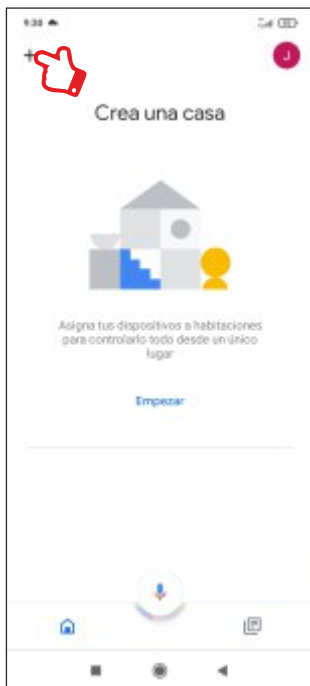 9:38
+
J
Crea una casa
Asigna tus dispositivos a habitaciones
para controlarlo todo desde un único
lugar
Empezar